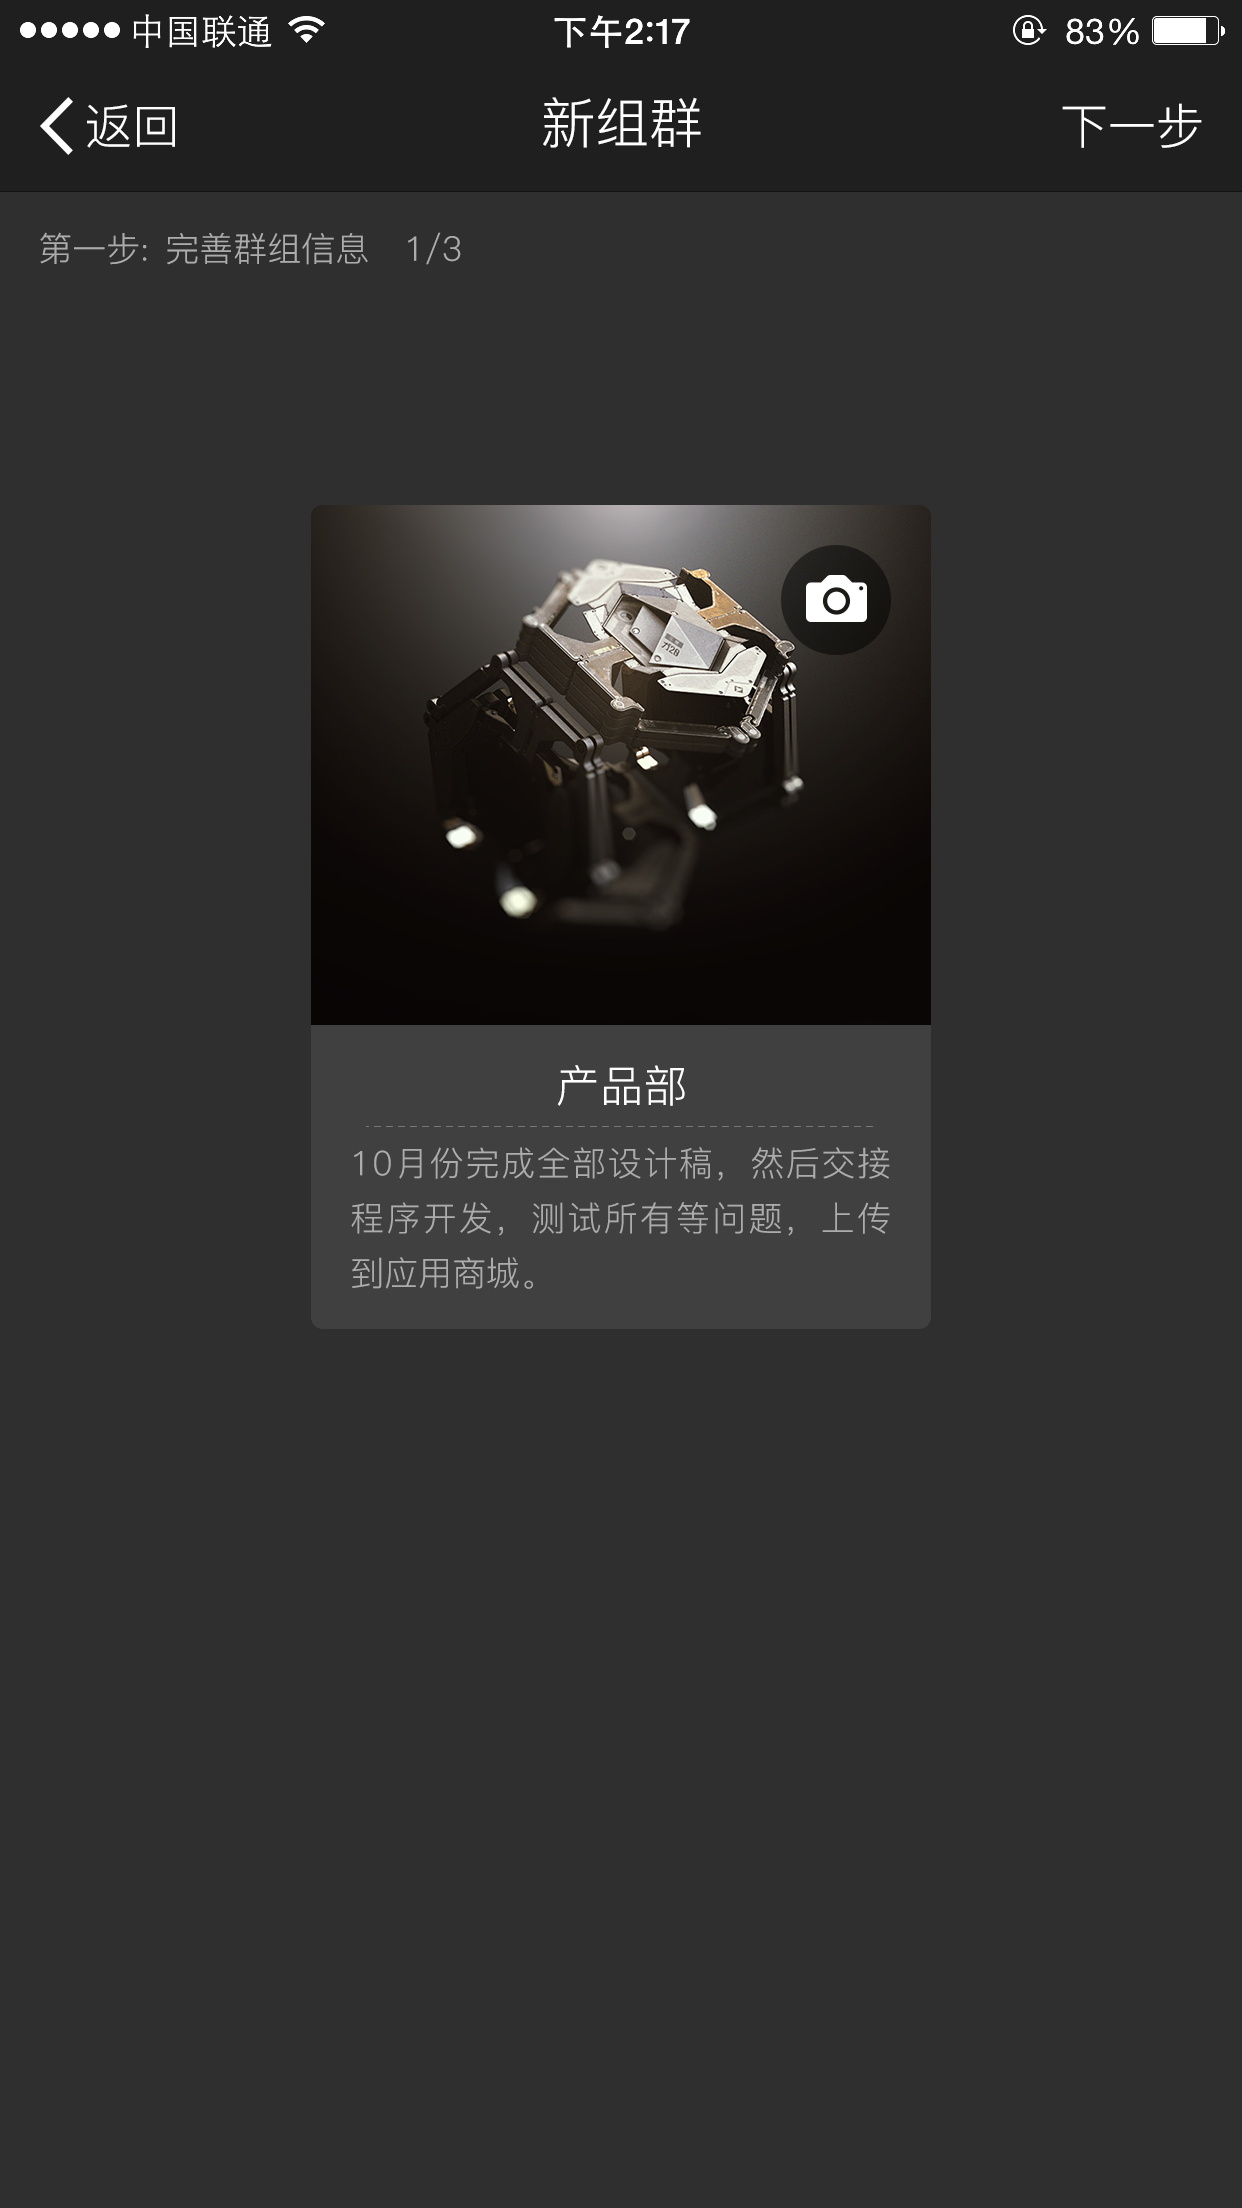 中国联通 下午2:17 83%
返回 新组群 下一步
第一步: 完善群组信息 1/3
7120
产品部
10月份完成全部设计稿，然后交接
程序开发，测试所有等问题，上传
到应用商城。